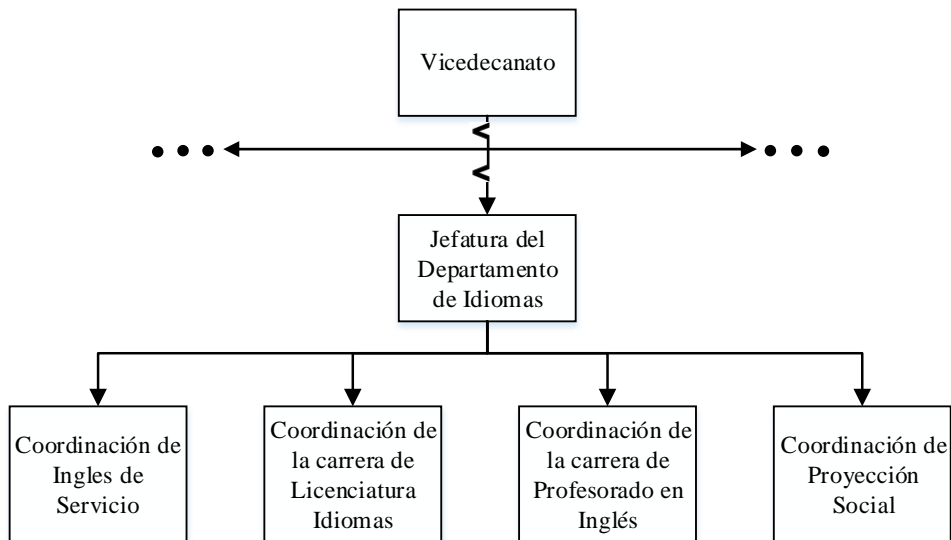 Vicedecanato
Jefatura del
Departamento
de Idiomas
Coordinación de
Ingles de
Servicio
Coordinación de
la carrera de
Licenciatura
Idiomas
Coordinación de
la carrera de
Profesorado en
Inglés
Coordinación de
Proyección
Social